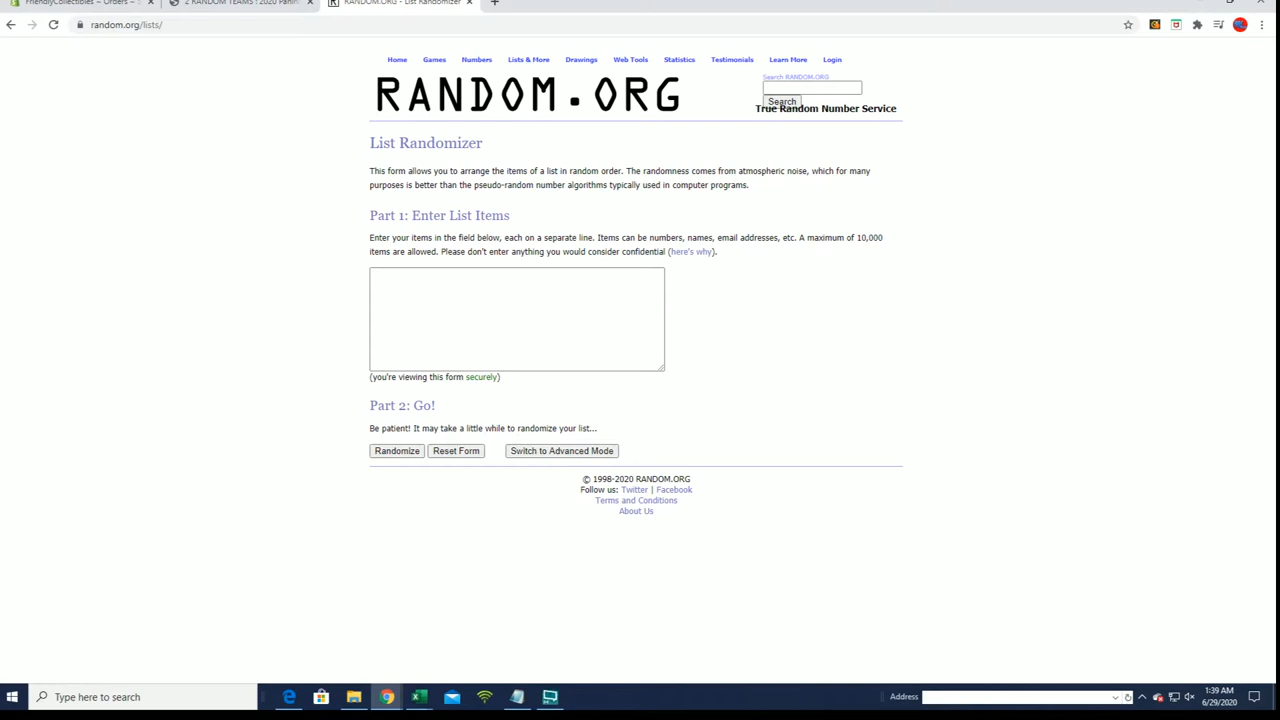 FriendlyCollectibles ~ Orders ~ S
2 RANDOM TEAMS : 2020 Panini
RANDOM.ORG - List Randomizer
random.org/lists/
Home Games Numbers Lists & More Drawings Web Tools Statistics Testimonials Learn More Login
RANDOM.ORG
Search RANDOM.ORG
Search
True Random Number Service
List Randomizer
This form allows you to arrange the items of a list in random order. The randomness comes from atmospheric noise, which for many
purposes is better than the pseudo-random number algorithms typically used in computer programs.
Part 1: Enter List Items
Enter your items in the field below, each on a separate line. Items can be numbers, names, email addresses, etc. A maximum of 10,000
items are allowed. Please don't enter anything you would consider confidential (here's why).
(you're viewing this form securely)
Part 2: Go!
Be patient! It may take a little while to randomize your list...
Randomize Reset Form Switch to Advanced Mode
© 1998-2020 RANDOM.ORG
Follow us: Twitter | Facebook
Terms and Conditions
About Us
Type here to search
Address
1:39 AM
6/29/2020